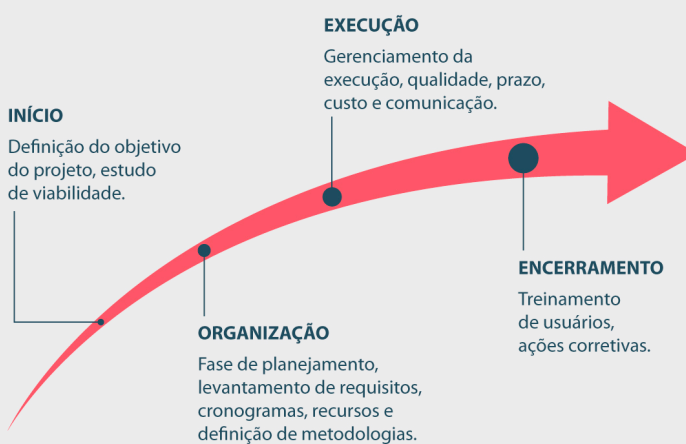 INÍCIO
Definição do objetivo
do projeto, estudo
de viabilidade.
ORGANIZAÇÃO
Fase de planejamento,
levantamento de requisitos,
cronogramas, recursos e
definição de metodologias.
EXECUÇÃO
Gerenciamento da
execução, qualidade, prazo,
custo e comunicação.
ENCERRAMENTO
Treinamento
de usuários,
ações corretivas.